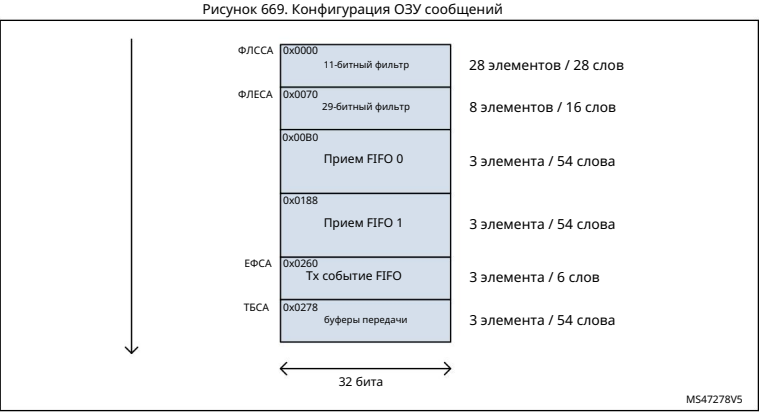 Рисунок 669. Конфигурация ОЗУ сообщений
ФЛССА 0x0000
11-битный фильтр
28 элементов / 28 слов
ФЛЕСА 0x0070
29-битный фильтр
8 элементов / 16 слов
0x00B0
Прием FIFO 0
3 элемента / 54 слова
0x0188
Прием FIFO 1
3 элемента / 54 слова
ЕФСА 0x0260
Tx событие FIFO
3 элемента / 6 слов
ТБСА 0x0278
буферы передачи
3 элемента / 54 слова
32 бита
MS47278V5